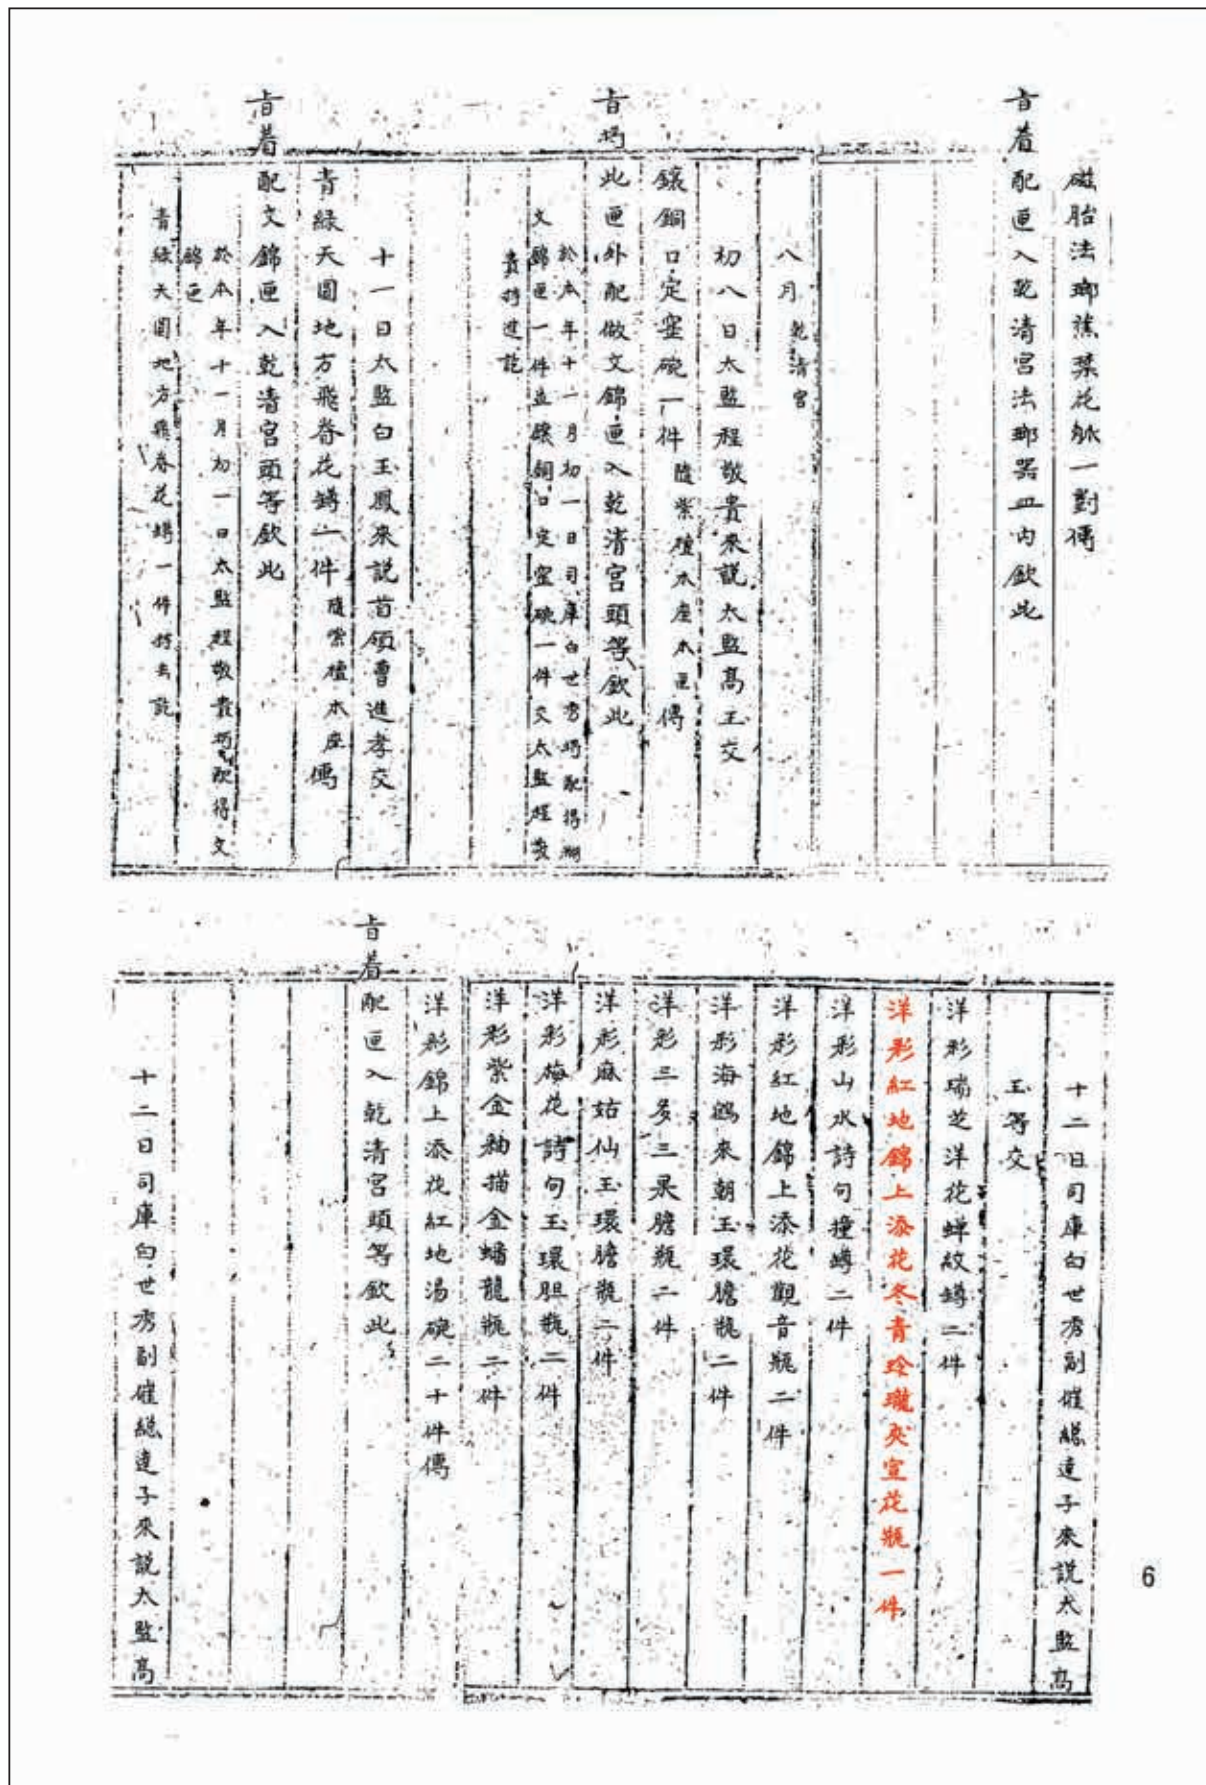 磁胎法瑯蕉葉花觚一對傳
旨着配匣入乾清宮法瑯器皿內欽此
八月 乾清宮
初八日太監程敬貴來說太監高玉交
鑲銅口定窰碗一件 隨紫檀木座木匣 傳
旨將此匣外配做文錦匣入乾清宮頭等欽此
於本年十一月初一日司庫白世秀將配得糊
文錦匣一件並鑲銅口定窰碗一件交太監程敬
貴持進訖
十一日太監白玉鳳來說首領曹進孝交
青綠天圓地方飛脊花罇一件 隨紫檀木座 傳
旨着配文錦匣入乾清宮頭等欽此
於本年十一月初一日太監程敬貴將配得文
錦匣
青綠天圓地方飛脊花罇一件持去訖
十二日司庫白世秀副催總達子來說太監高
玉等交
洋彩瑞芝洋花蟬紋罇二件
洋彩紅地錦上添花冬青玲瓏夾宣花瓶一件
洋彩山水詩句撞罇二件
洋彩紅地錦上添花觀音瓶二件
洋彩海鶴來朝玉環膽瓶二件
洋彩三多三果膽瓶二件
洋彩麻姑仙玉環膽瓶二件
洋彩梅花詩句玉環胆瓶二件
洋彩紫金釉描金蟠龍瓶二件
洋彩錦上添花紅地湯碗二十件傳
旨着配匣入乾清宮頭等欽此
十二日司庫白世秀副催總達子來說太監高
6